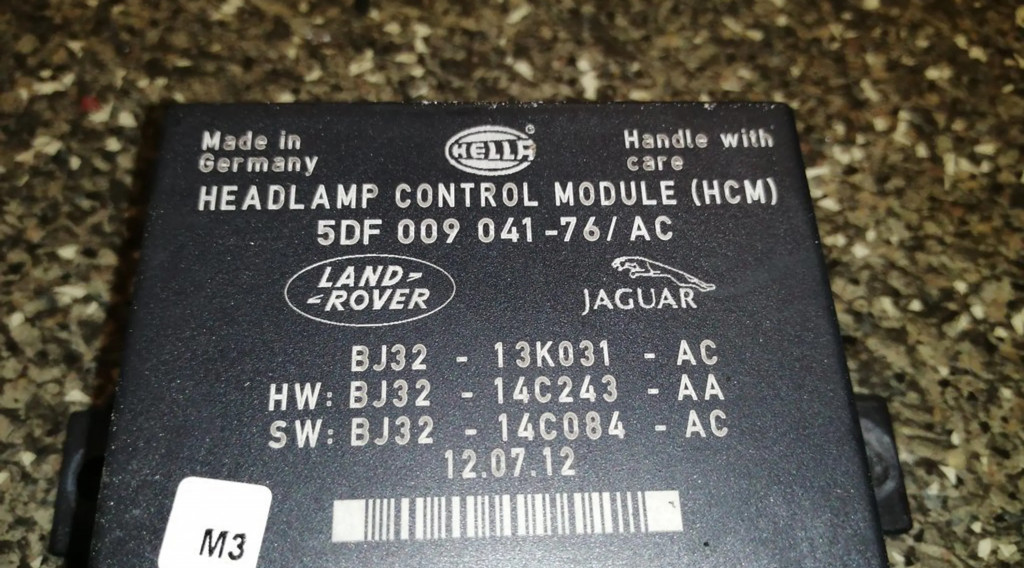 Made in
Germany
HELLA®
Handle with
care
HEADLAMP CONTROL MODULE (HCM)
5DF 009 041-76/AC
LAND-
-ROVER
JAGUAR
BJ32 - 13K031 - AC
HW: BJ32 - 14C243 - AA
SW: BJ32 - 14C084 - AC
12.07.12
M3